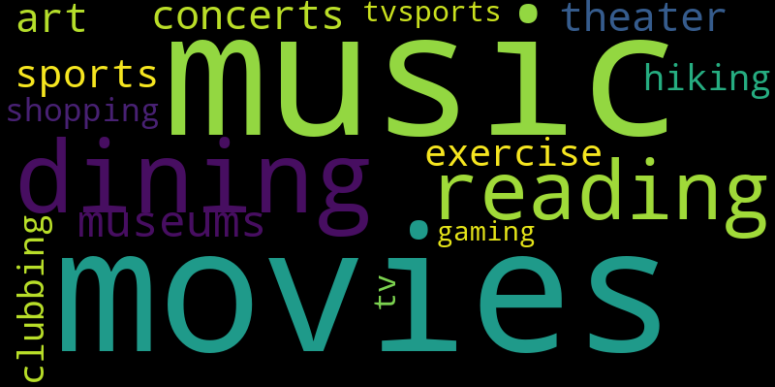 art
concerts
tvsports
theater
music
sports
hiking
shopping
dining
exercise
reading
museums
gaming
clubbing
movies
tv